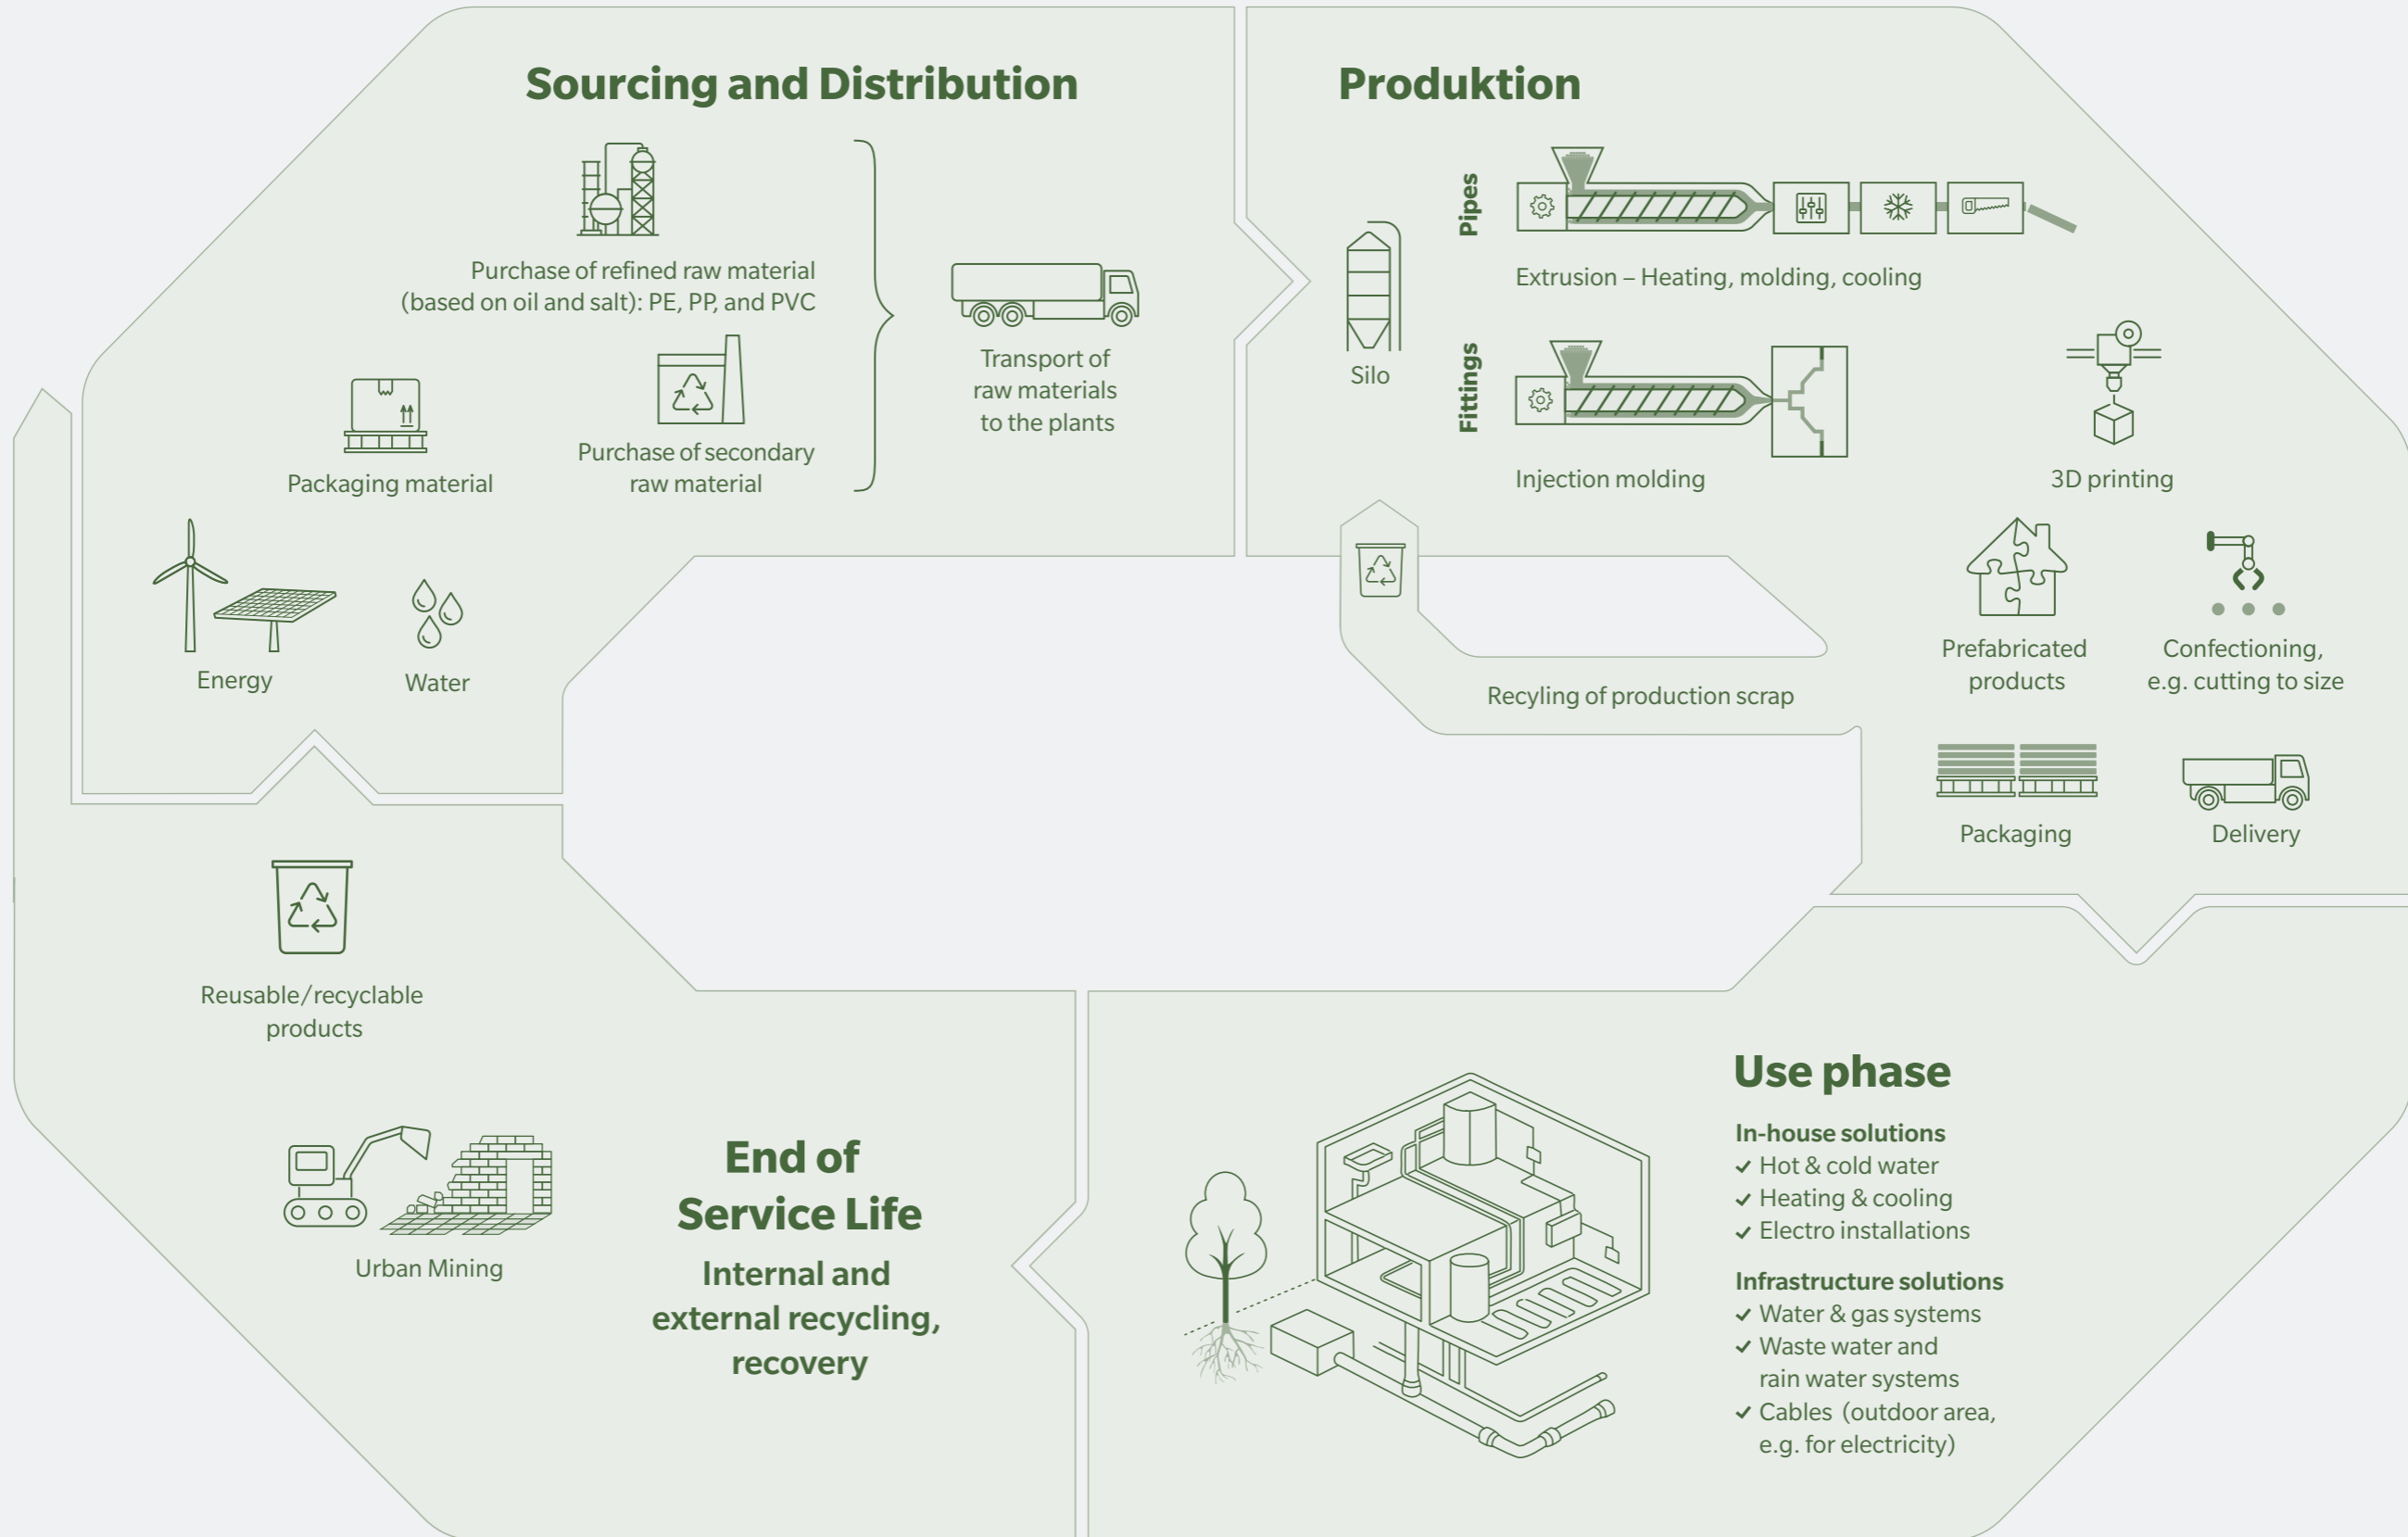 Sourcing and Distribution
Purchase of refined raw material
(based on oil and salt): PE, PP, and PVC
Purchase of secondary
raw material
Packaging material
Transport of
raw materials
to the plants
Energy
Water
Produktion
Silo
Pipes
Extrusion – Heating, molding, cooling
Fittings
Injection molding
3D printing
Recyling of production scrap
Prefabricated
products
Confectioning,
e.g. cutting to size
Packaging
Delivery
Use phase
In-house solutions
✓ Hot & cold water
✓ Heating & cooling
✓ Electro installations
Infrastructure solutions
✓ Water & gas systems
✓ Waste water and
rain water systems
✓ Cables (outdoor area,
e.g. for electricity)
End of
Service Life
Internal and
external recycling,
recovery
Reusable/recyclable
products
Urban Mining